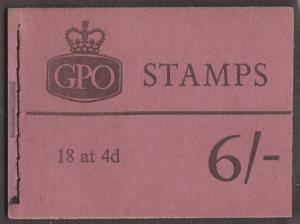 GPO STAMPS
18 at 4d 6/-